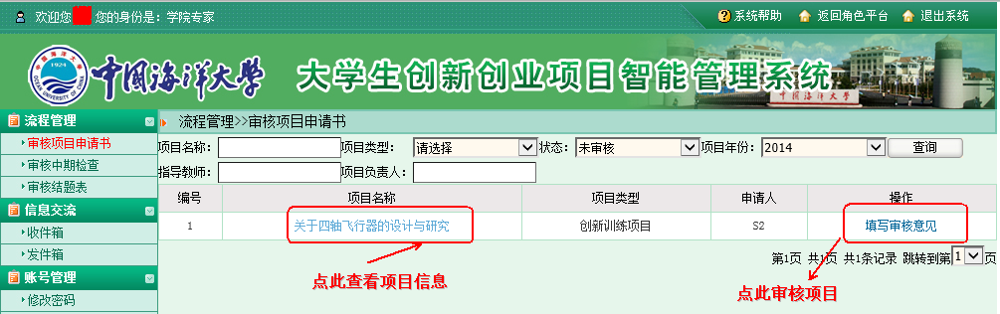 欢迎您 您的身份是：学院专家 系统帮助 返回角色平台 退出系统
中国海洋大学 大学生创新创业项目智能管理系统
1924
中国海洋大学
流程管理
审核项目申请书
审核中期检查
审核结题表
信息交流
收件箱
发件箱
账号管理
修改密码
流程管理>>审核项目申请书
项目名称： 项目类型： 请选择 状态： 未审核 项目年份： 2014 查询
指导教师： 项目负责人：
编号 项目名称 项目类型 申请人 操作
1 关于四轴飞行器的设计与研究 创新训练项目 S2 填写审核意见
第1页 共1页 共1条记录 跳转到第 1 页
点此查看项目信息
点此审核项目